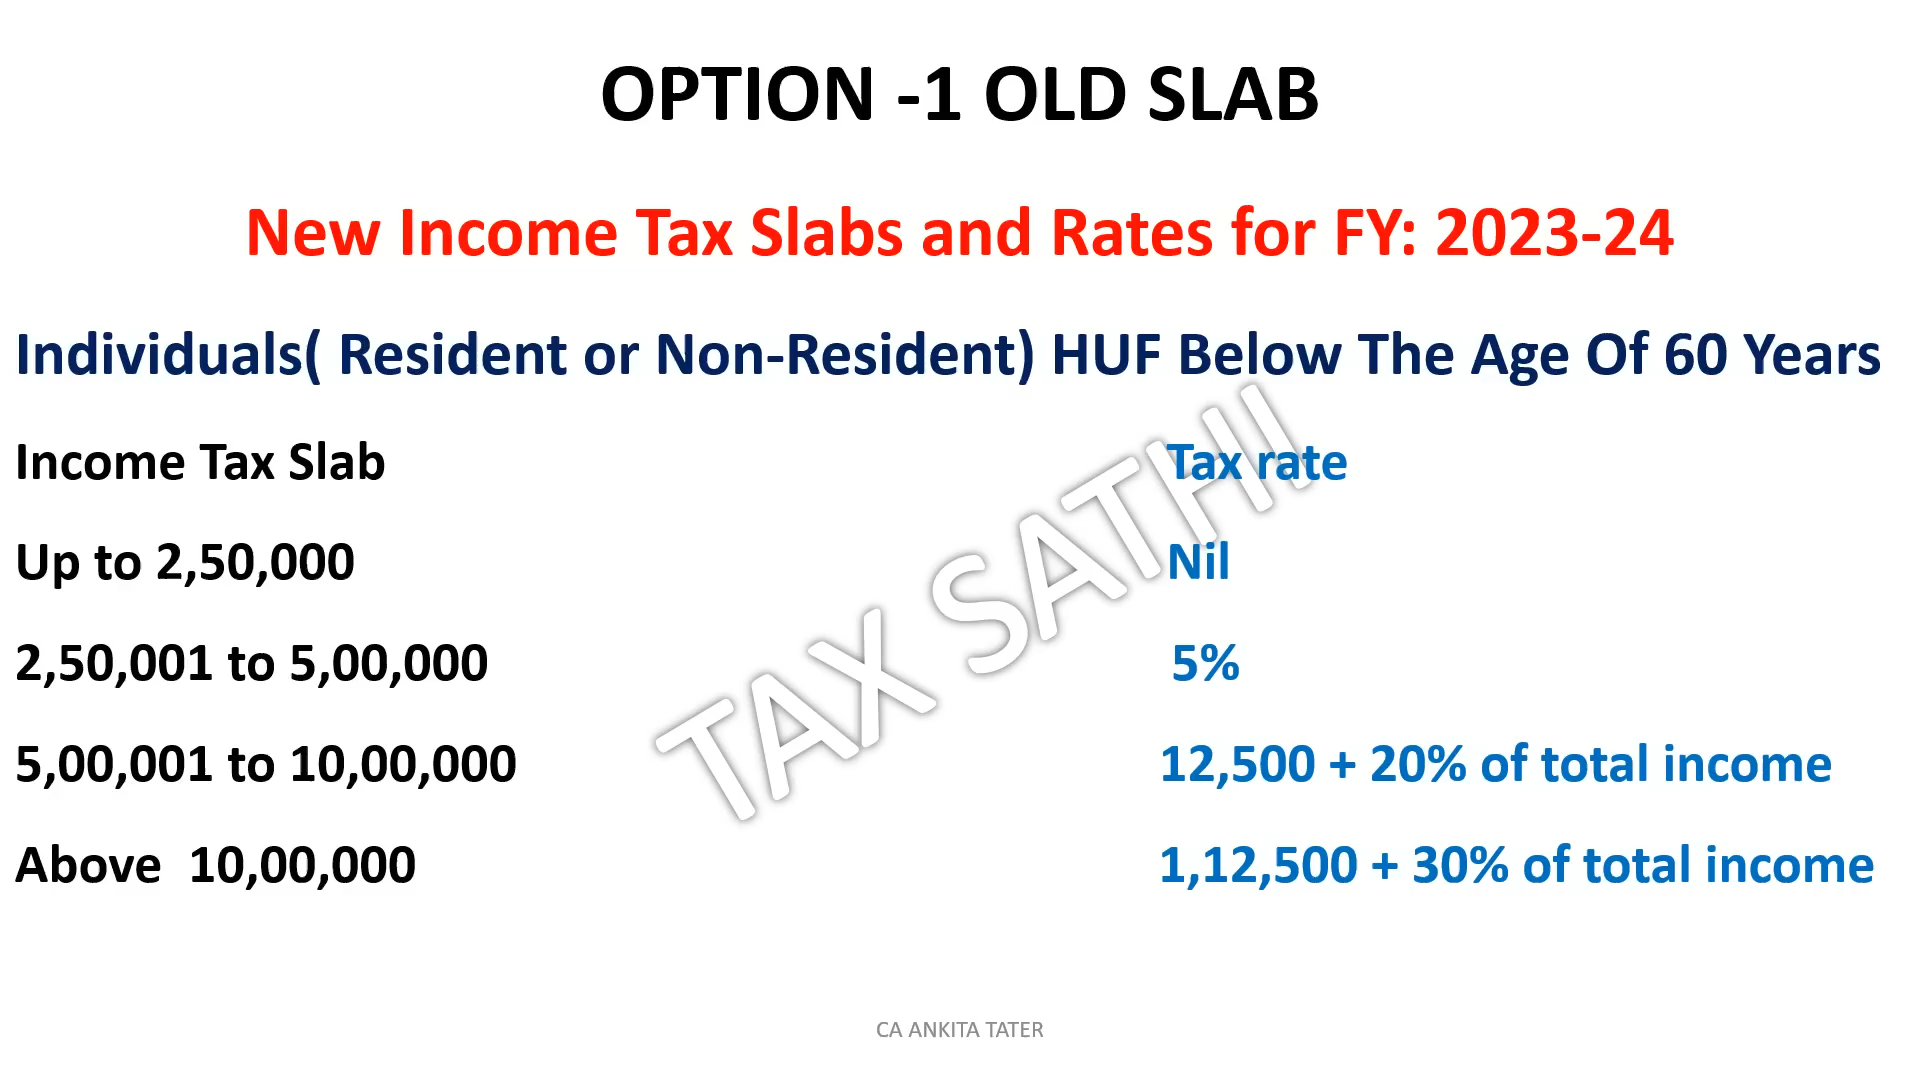 OPTION -1 OLD SLAB
New Income Tax Slabs and Rates for FY: 2023-24
Individuals( Resident or Non-Resident) HUF Below The Age Of 60 Years
Income Tax Slab Tax rate
Up to 2,50,000 Nil
2,50,001 to 5,00,000 5%
5,00,001 to 10,00,000 12,500 + 20% of total income
Above 10,00,000 1,12,500 + 30% of total income
TAX SATHI
CA ANKITA TATER